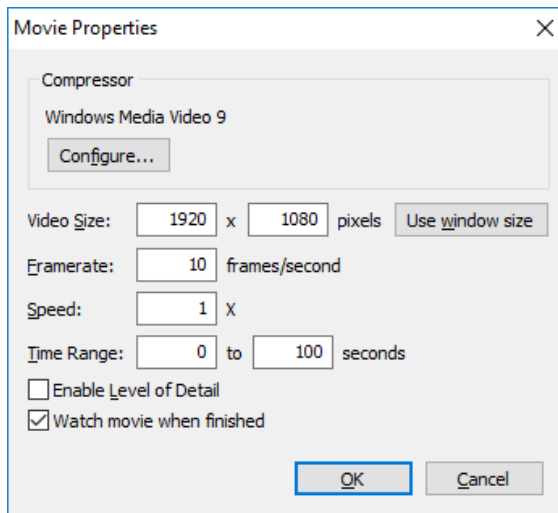 Movie Properties
Compressor
Windows Media Video 9
Configure...
Video Size: 1920 x 1080 pixels Use window size
Framerate: 10 frames/second
Speed: 1 X
Time Range: 0 to 100 seconds
Enable Level of Detail
Watch movie when finished
OK Cancel